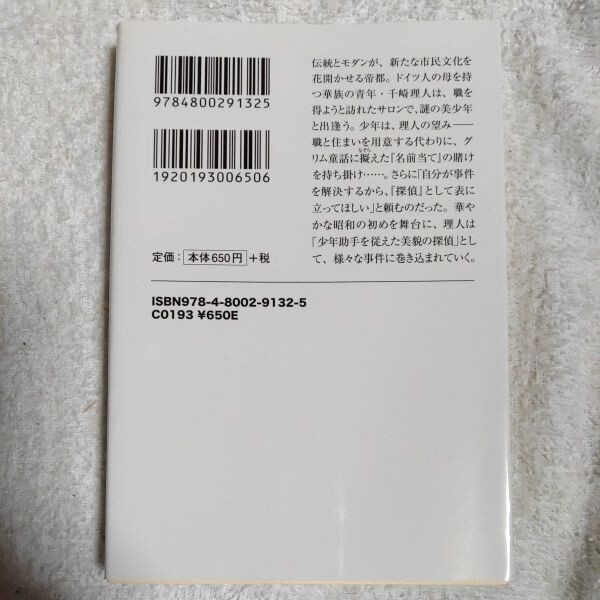 9784800291325
1920193006506
定価：本体650円＋税
ISBN978-4-8002-9132-5
C0193 ¥650E
伝統とモダンが、新たな市民文化を
花開かせる帝都。ドイツ人の母を持
つ華族の青年・千崎理人は、職を
得ようと訪れたサロンで、謎の美少年
と出逢う。少年は、理人の望み――
職と住まいを用意する代わりに、グ
リム童話に擬えた『名前当て』の賭け
を持ち掛け……。さらに「自分が事件
を解決するから、『探偵』として表に
立ってほしい」と頼むのだった。華や
かな昭和の初めを舞台に、理人は
「少年助手を従えた美貌の探偵」とし
て、様々な事件に巻き込まれていく。